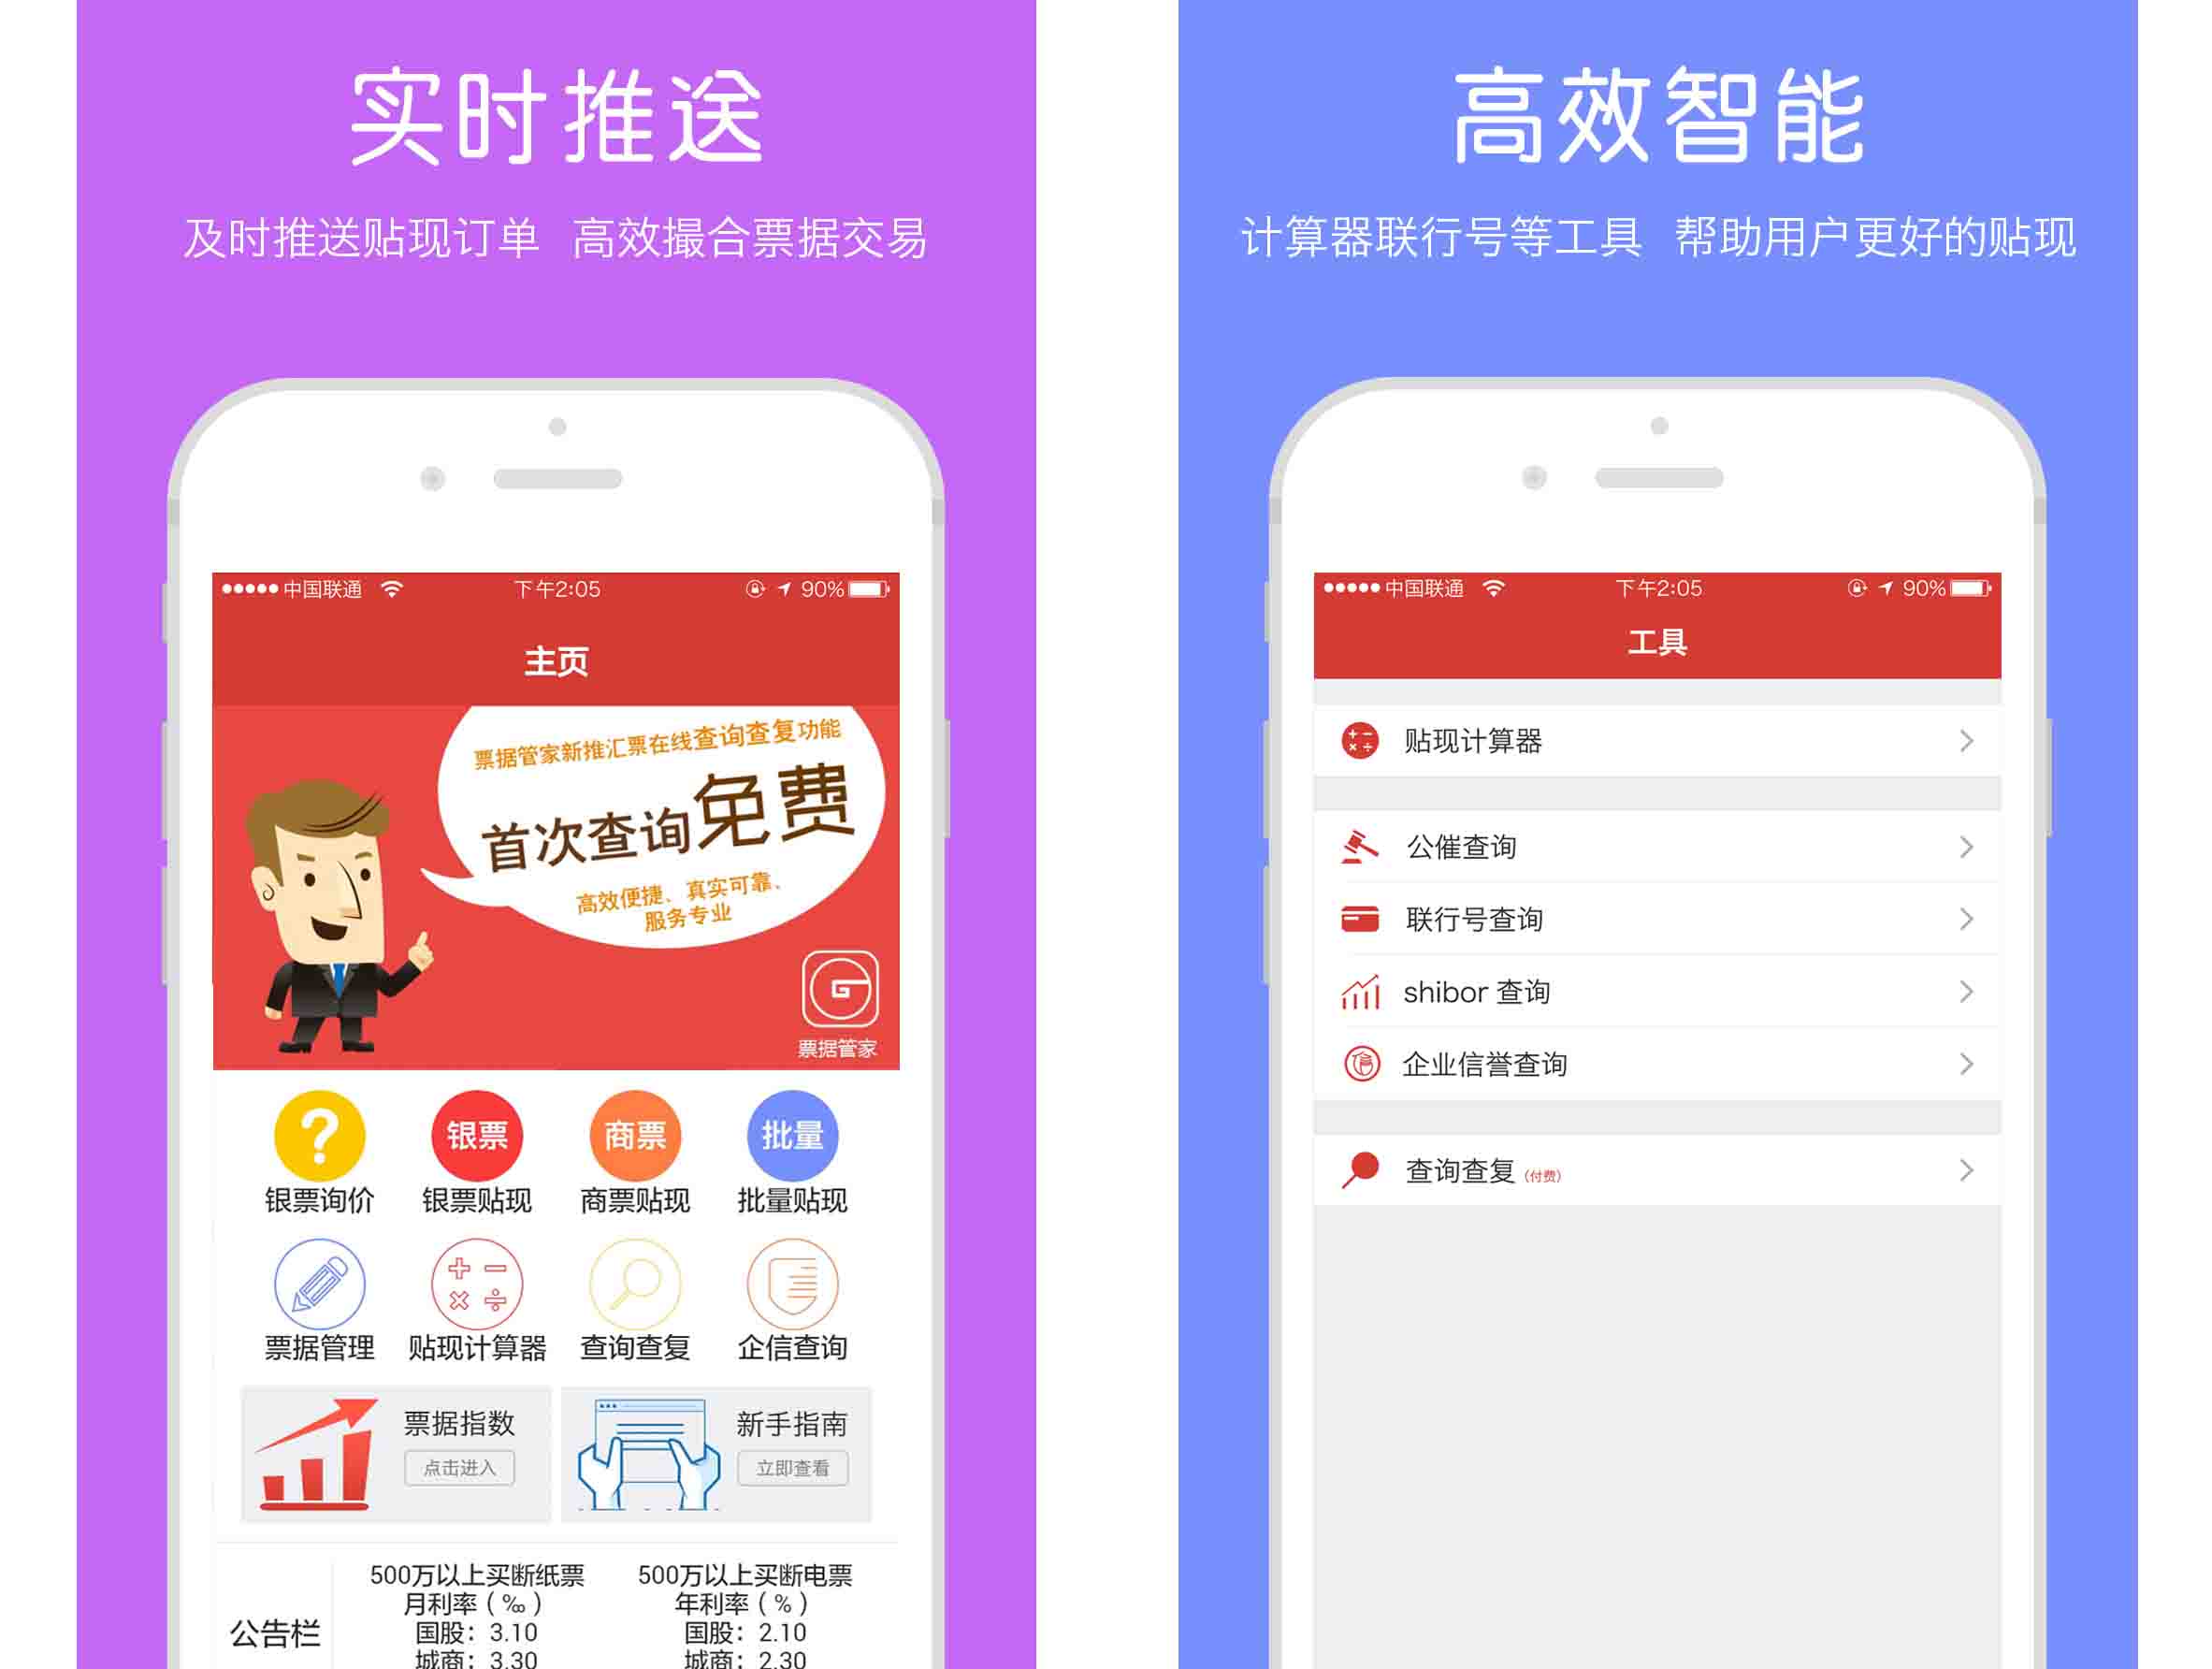 实时推送
及时推送贴现订单 高效撮合票据交易
中国联通 下午2:05 90%
主页
票据管家新推汇票在线查询查复功能
首次查询免费
高效便捷、真实可靠、
服务专业
G
票据管家
银票 商票 批量
银票询价 银票贴现 商票贴现 批量贴现
票据管理 贴现计算器 查询查复 企信查询
票据指数
点击进入
新手指南
立即查看
公告栏
500万以上买断纸票
月利率(‰)
国股：3.10
城商：3.30
500万以上买断电票
年利率(%)
国股：2.10
城商：2.30
高效智能
计算器联行号等工具 帮助用户更好的贴现
中国联通 下午2:05 90%
工具
贴现计算器
公催查询
联行号查询
shibor 查询
企业信誉查询
查询查复(付费)